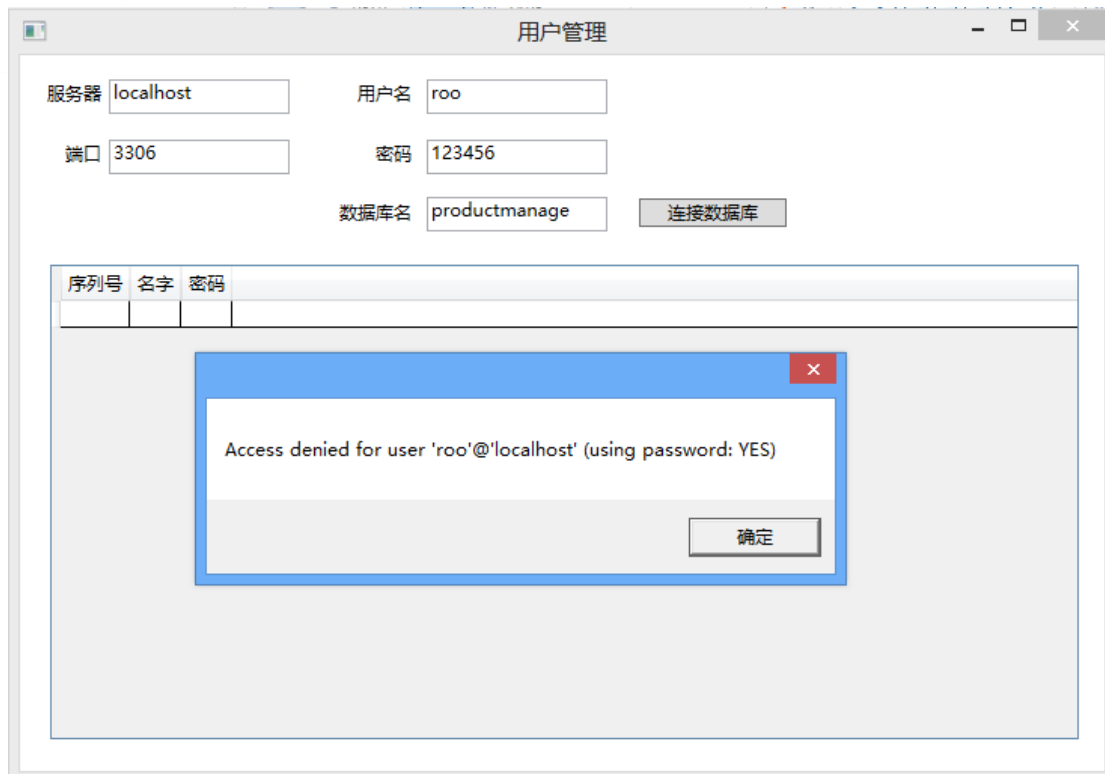 用户管理
服务器 localhost 用户名 roo
端口 3306 密码 123456
数据库名 productmanage 连接数据库
序列号 名字 密码
Access denied for user 'roo'@'localhost' (using password: YES)
确定